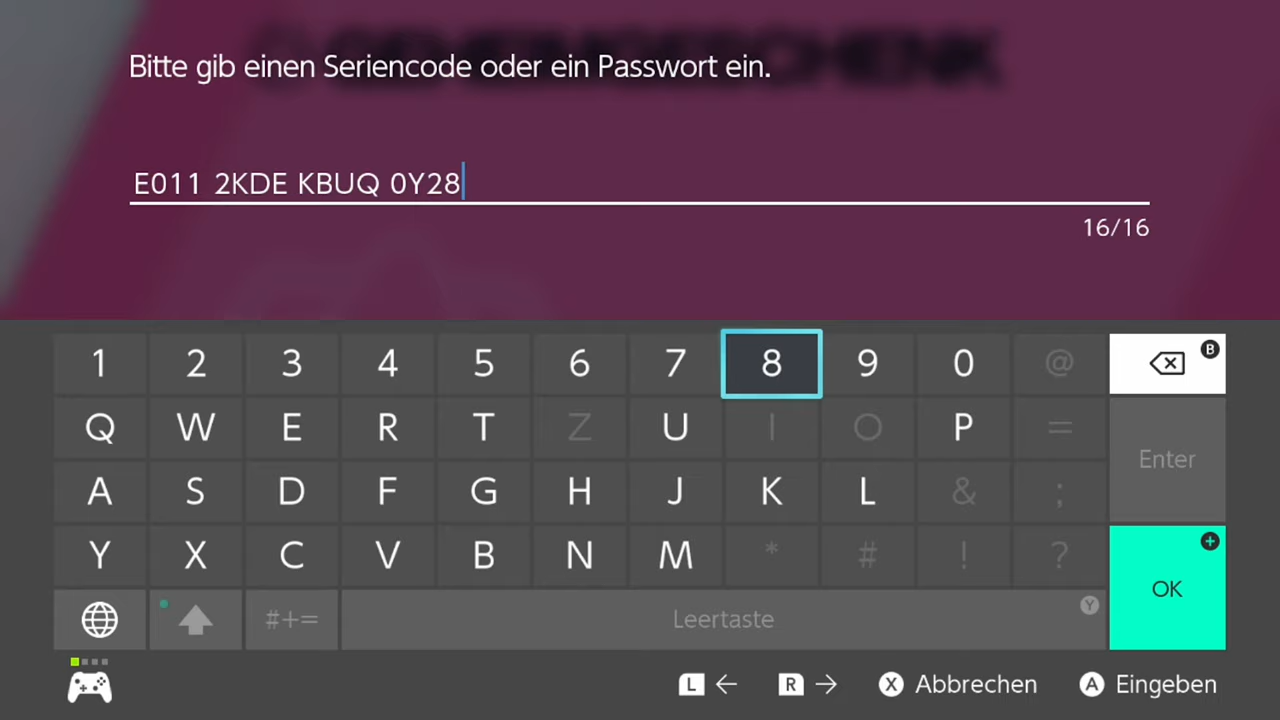 GEHEIMGESCHENK
Bitte gib einen Seriencode oder ein Passwort ein.
E011 2KDE KBUQ 0Y28
16/16
1 2 3 4 5 6 7 8 9 0 @ B
Q W E R T Z U I O P =
Enter
A S D F G H J K L & ;
Y X C V B N M * # ! ? +
OK
#+= Leertaste Y
L ← R → X Abbrechen A Eingeben